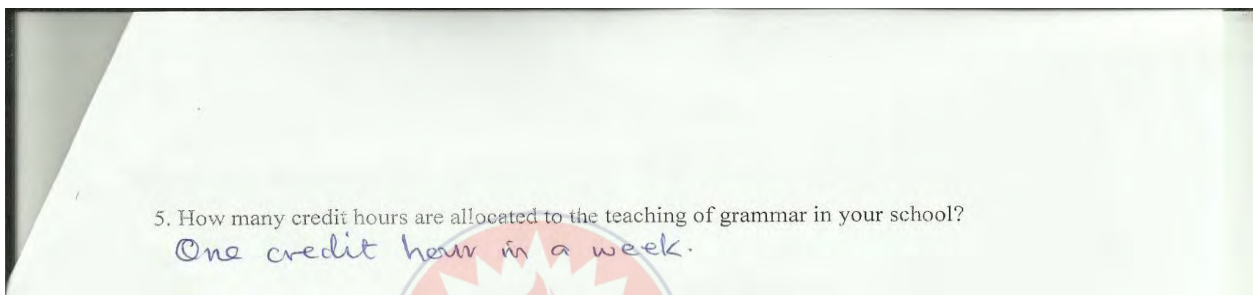 5. How many credit hours are allocated to the teaching of grammar in your school?
One credit hour in a week.